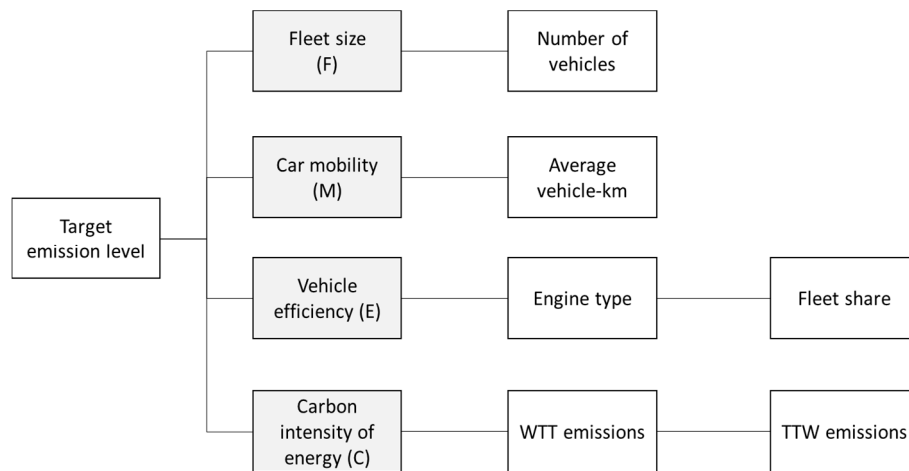 Fleet size
(F)
Number of
vehicles
Car mobility
(M)
Average
vehicle-km
Target
emission level
Vehicle
efficiency (E)
Engine type
Fleet share
Carbon
intensity of
energy (C)
WTT emissions
TTW emissions